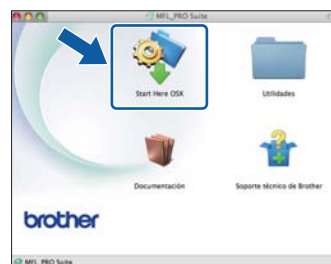 MFL_PRO Suite
Start Here OSX
Utilidades
Documentación
Soporte técnico de Brother
brother
MFL_PRO Suite